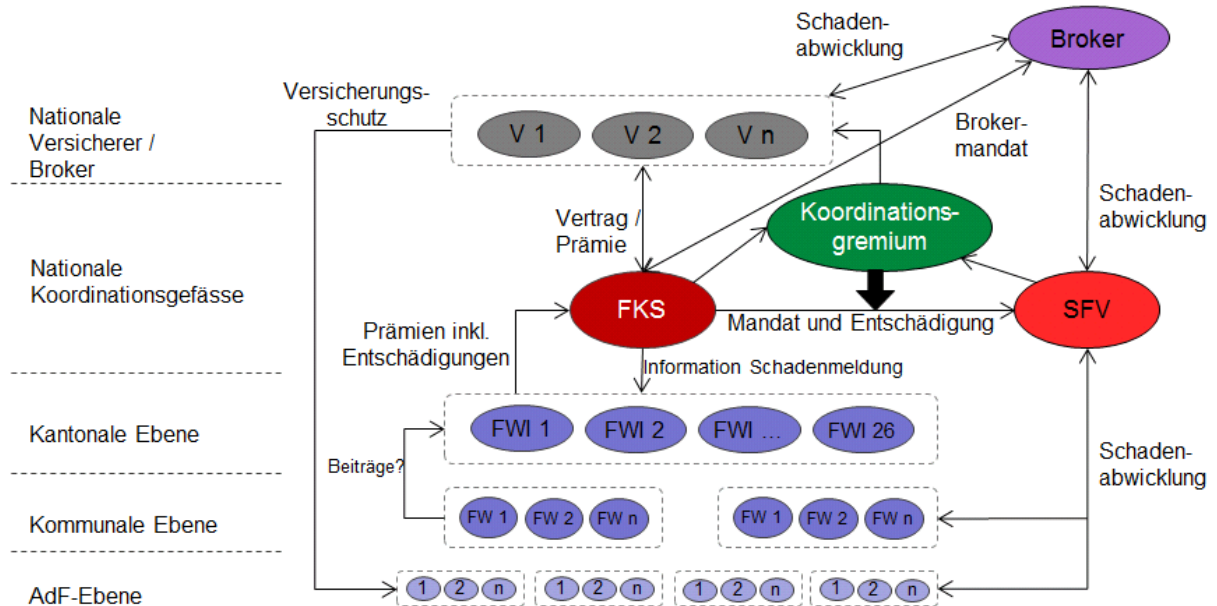 Schaden-
abwicklung
Broker
Versicherungs-
schutz
Nationale
Versicherer /
Broker
V 1
V 2
V n
Broker-
mandat
Schaden-
abwicklung
Koordinations-
gremium
Vertrag /
Prämie
Nationale
Koordinationsgefässe
FKS
Mandat und Entschädigung
SFV
Prämien inkl.
Entschädigungen
Information Schadenmeldung
Kantonale Ebene
FWI 1
FWI 2
FWI ...
FWI 26
Schaden-
abwicklung
Beiträge?
Kommunale Ebene
FW 1
FW 2
FW n
FW 1
FW 2
FW n
AdF-Ebene
1
2
n
1
2
n
1
2
n
1
2
n